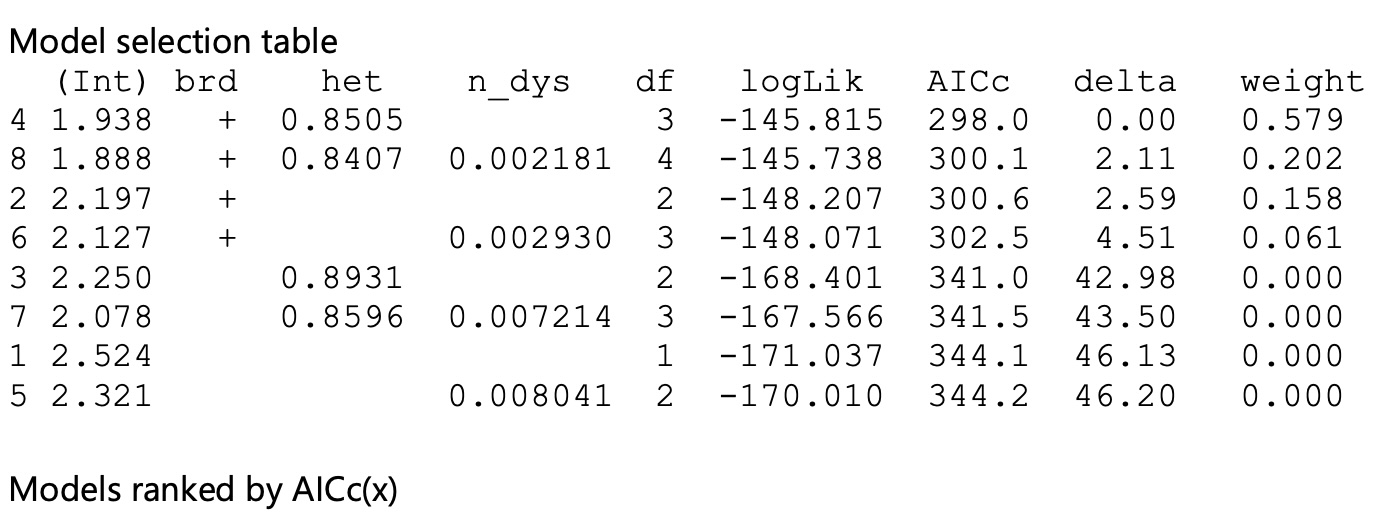 Model selection table
(Int) brd het n_dys df logLik AICc delta weight
4 1.938 + 0.8505 3 -145.815 298.0 0.00 0.579
8 1.888 + 0.8407 0.002181 4 -145.738 300.1 2.11 0.202
2 2.197 + 2 -148.207 300.6 2.59 0.158
6 2.127 + 0.002930 3 -148.071 302.5 4.51 0.061
3 2.250 0.8931 2 -168.401 341.0 42.98 0.000
7 2.078 0.8596 0.007214 3 -167.566 341.5 43.50 0.000
1 2.524 1 -171.037 344.1 46.13 0.000
5 2.321 0.008041 2 -170.010 344.2 46.20 0.000
Models ranked by AICc(x)